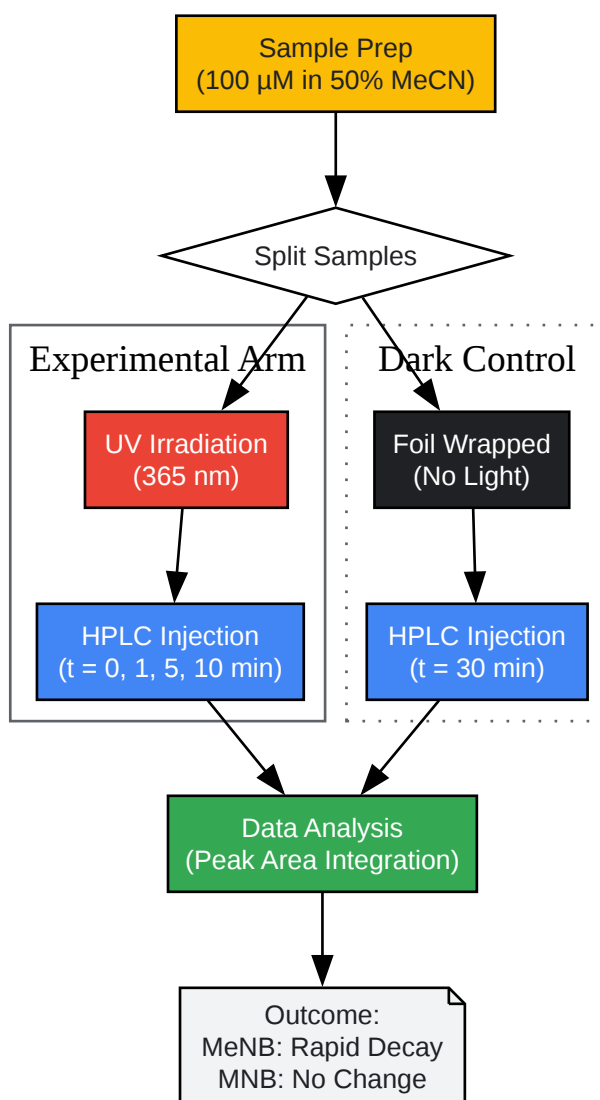 Sample Prep
(100 µM in 50% MeCN)
Split Samples
Experimental Arm
UV Irradiation
(365 nm)
HPLC Injection
(t = 0, 1, 5, 10 min)
Dark Control
Foil Wrapped
(No Light)
HPLC Injection
(t = 30 min)
Data Analysis
(Peak Area Integration)
Outcome:
MeNB: Rapid Decay
MNB: No Change